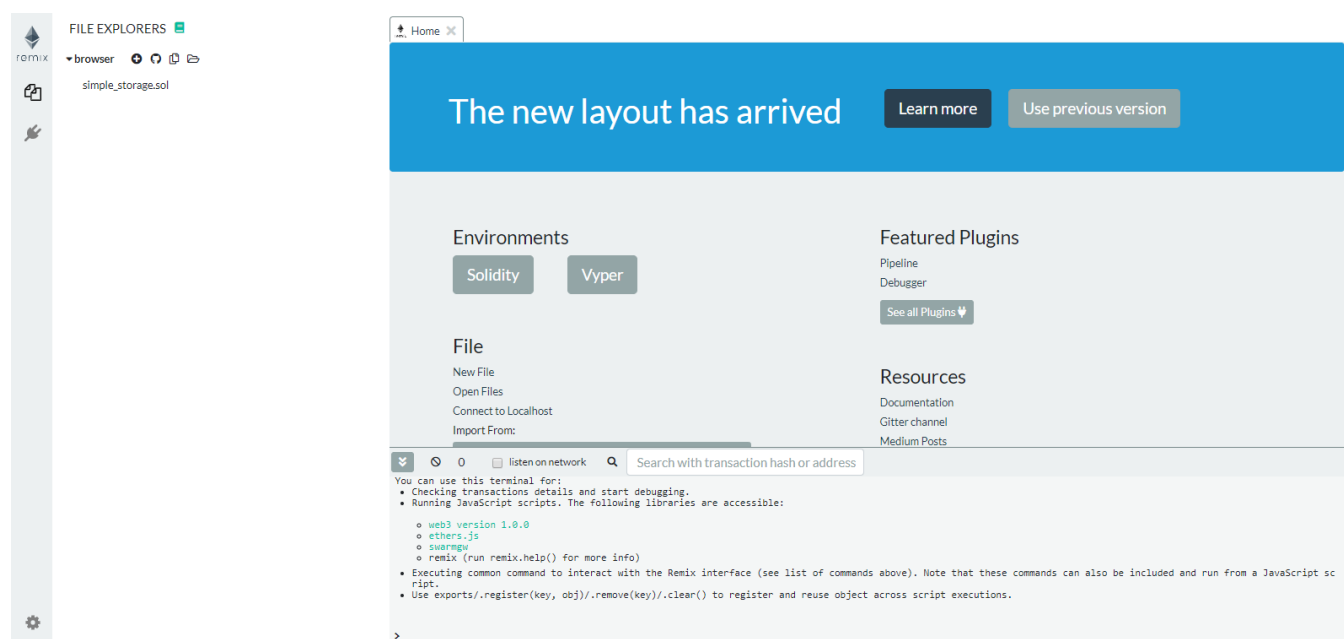 remix
FILE EXPLORERS
browser
simple_storage.sol
Home
The new layout has arrived
Learn more
Use previous version
Environments
Solidity
Vyper
File
New File
Open Files
Connect to Localhost
Import From:
Featured Plugins
Pipeline
Debugger
See all Plugins
Resources
Documentation
Gitter channel
Medium Posts
0
listen on network
Search with transaction hash or address
You can use this terminal for:
• Checking transactions details and start debugging.
• Running JavaScript scripts. The following libraries are accessible:
web3 version 1.0.0
ethers.js
swarmgw
remix (run remix.help() for more info)
• Executing common command to interact with the Remix interface (see list of commands above). Note that these commands can also be included and run from a JavaScript sc
ript.
• Use exports/.register(key, obj)/.remove(key)/.clear() to register and reuse object across script executions.
>